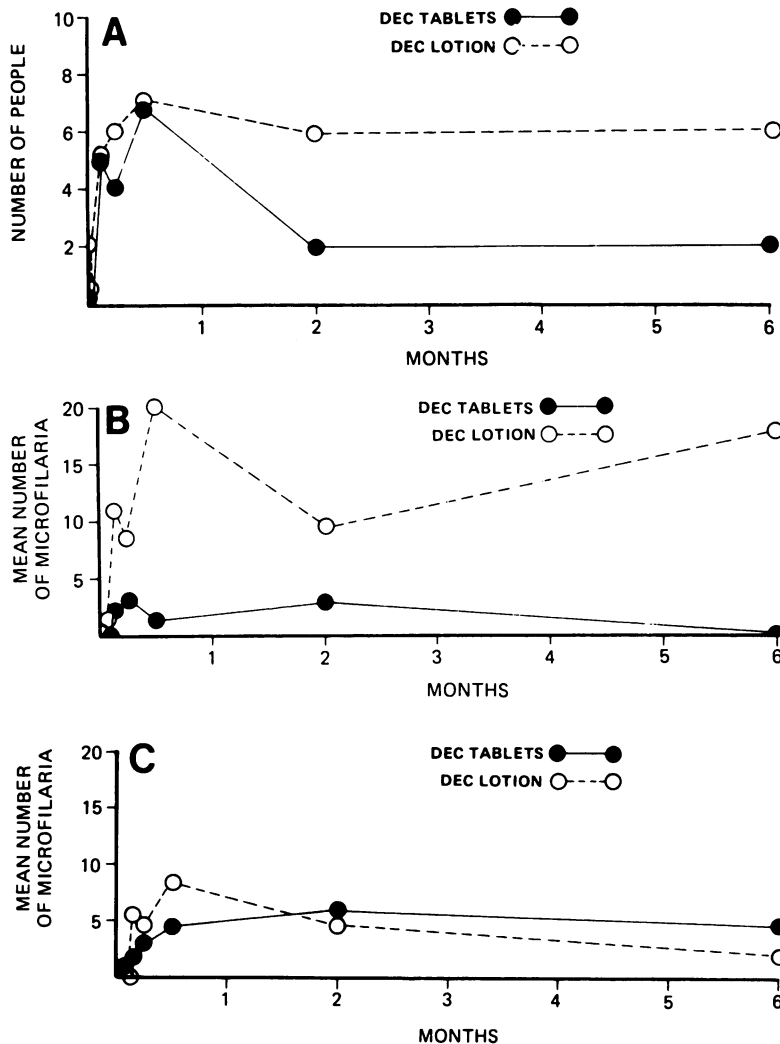 A
DEC TABLETS
DEC LOTION
NUMBER OF PEOPLE
10
8
6
4
2
1 2 3 4 5 6
MONTHS
B
DEC TABLETS
DEC LOTION
MEAN NUMBER
OF MICROFILARIA
20
15
10
5
1 2 3 4 5 6
MONTHS
C
DEC TABLETS
DEC LOTION
MEAN NUMBER
OF MICROFILARIA
20
15
10
5
1 2 3 4 5 6
MONTHS